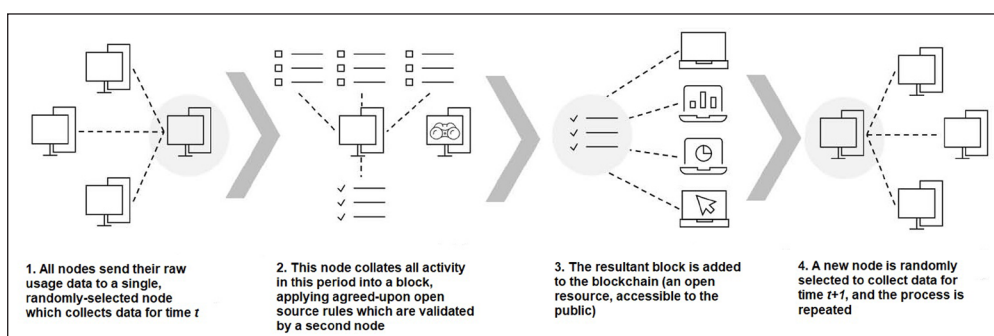 1. All nodes send their raw
usage data to a single,
randomly-selected node
which collects data for time t
2. This node collates all activity
in this period into a block,
applying agreed-upon open
source rules which are validated
by a second node
3. The resultant block is added
to the blockchain (an open
resource, accessible to the
public)
4. A new node is randomly
selected to collect data for
time t+1, and the process is
repeated